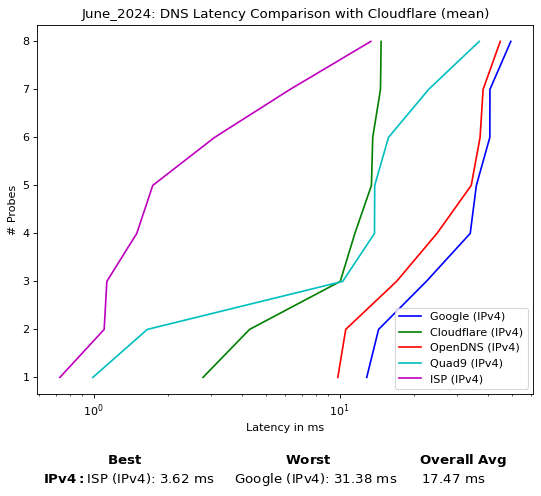 June_2024: DNS Latency Comparison with Cloudflare (mean)
8
7
6
5
4
3
2
1
# Probes
Google (IPv4)
Cloudflare (IPv4)
OpenDNS (IPv4)
Quad9 (IPv4)
ISP (IPv4)
10⁰ 10¹
Latency in ms
Best Worst Overall Avg
IPv4: ISP (IPv4): 3.62 ms Google (IPv4): 31.38 ms 17.47 ms